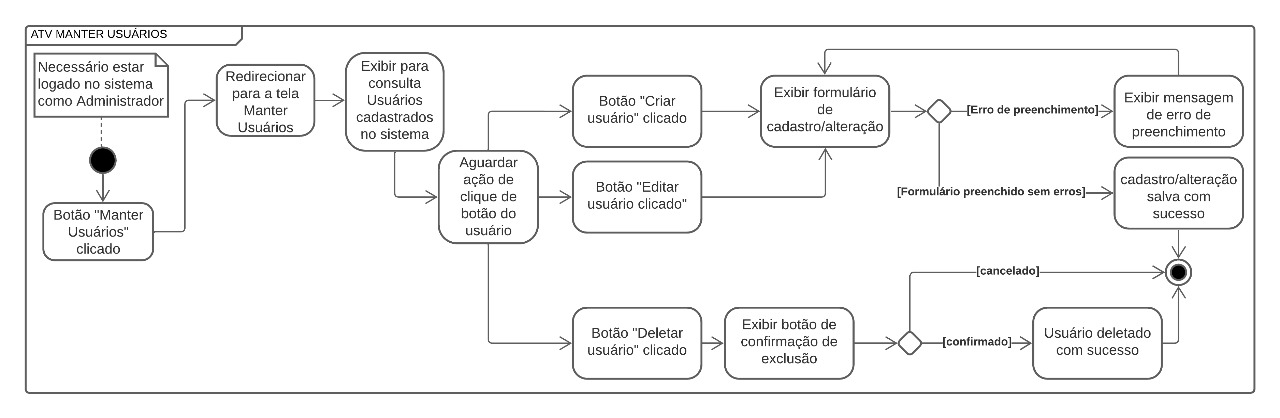 ATV MANTER USUÁRIOS
Necessário estar
logado no sistema
como Administrador
Botão "Manter
Usuários"
clicado
Redirecionar
para a tela
Manter
Usuários
Exibir para
consulta
Usuários
cadastrados
no sistema
Aguardar
ação de
clique de
botão do
usuário
Botão "Criar
usuário" clicado
Botão "Editar
usuário clicado"
Exibir formulário
de
cadastro/alteração
[Erro de preenchimento]
Exibir mensagem
de erro de
preenchimento
[Formulário preenchido sem erros]
cadastro/alteração
salva com
sucesso
Botão "Deletar
usuário" clicado
Exibir botão de
confirmação de
exclusão
[cancelado]
[confirmado]
Usuário deletado
com sucesso